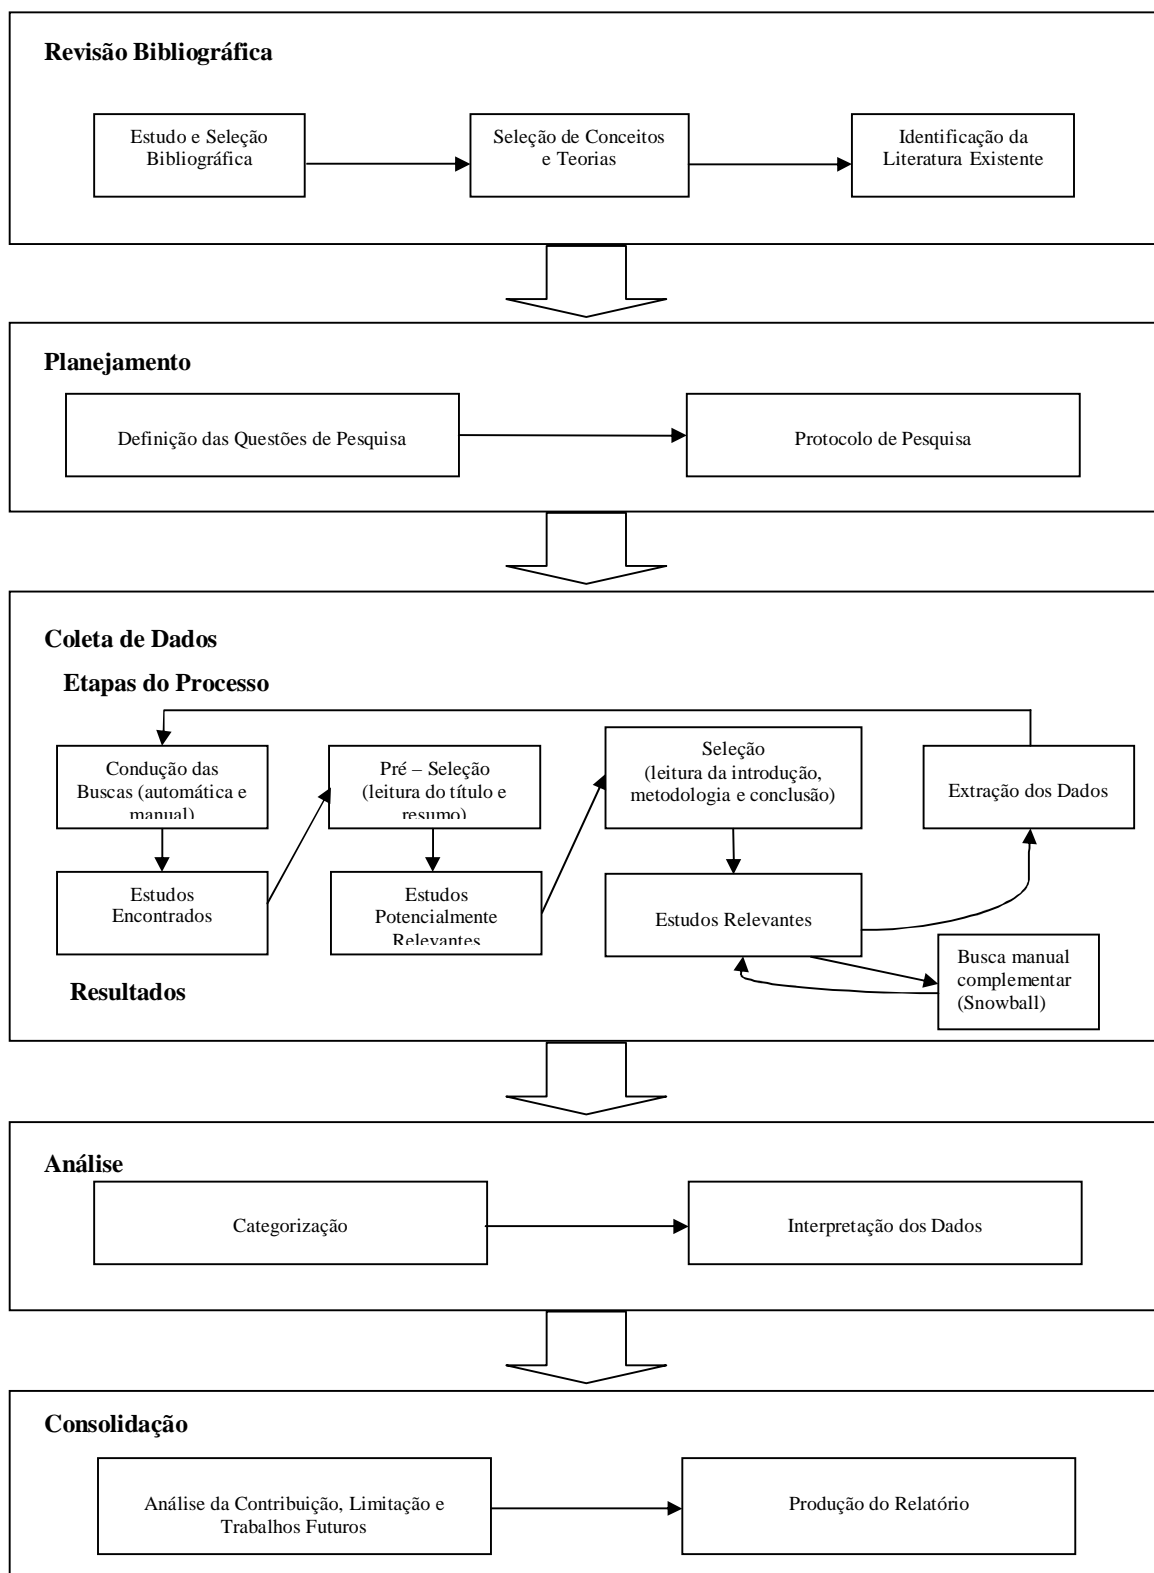 Revisão Bibliográfica
Estudo e Seleção
Bibliográfica
Seleção de Conceitos
e Teorias
Identificação da
Literatura Existente
Planejamento
Definição das Questões de Pesquisa
Protocolo de Pesquisa
Coleta de Dados
Etapas do Processo
Condução das
Buscas (automática e
manual)
Pré – Seleção
(leitura do título e
resumo)
Seleção
(leitura da introdução,
metodologia e conclusão)
Extração dos Dados
Estudos
Encontrados
Estudos
Potencialmente
Relevantes
Estudos Relevantes
Busca manual
complementar
(Snowball)
Resultados
Análise
Categorização
Interpretação dos Dados
Consolidação
Análise da Contribuição, Limitação e
Trabalhos Futuros
Produção do Relatório